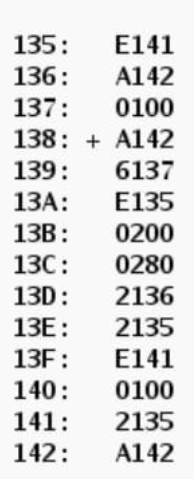 135: E141
136: A142
137: 0100
138: + A142
139: 6137
13A: E135
13B: 0200
13C: 0280
13D: 2136
13E: 2135
13F: E141
140: 0100
141: 2135
142: A142